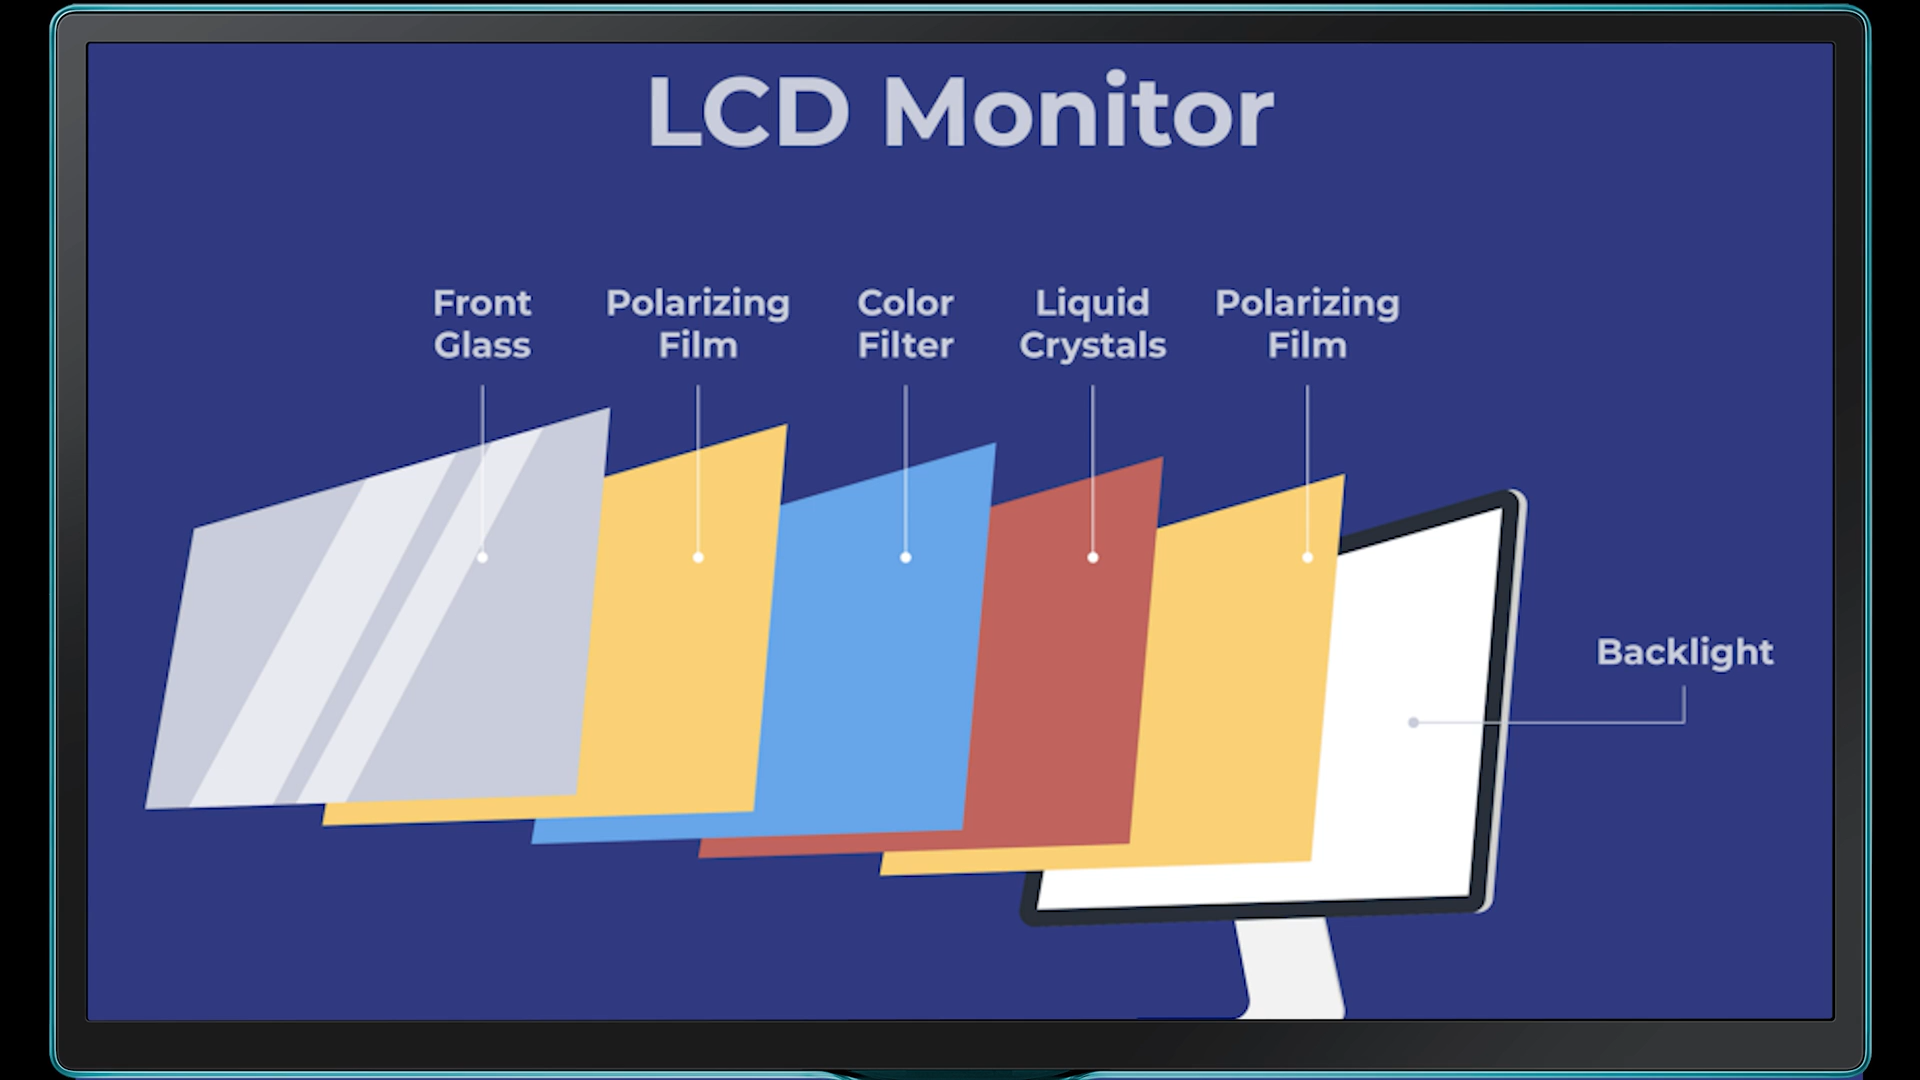 LCD Monitor
Front
Glass
Polarizing
Film
Color
Filter
Liquid
Crystals
Polarizing
Film
Backlight